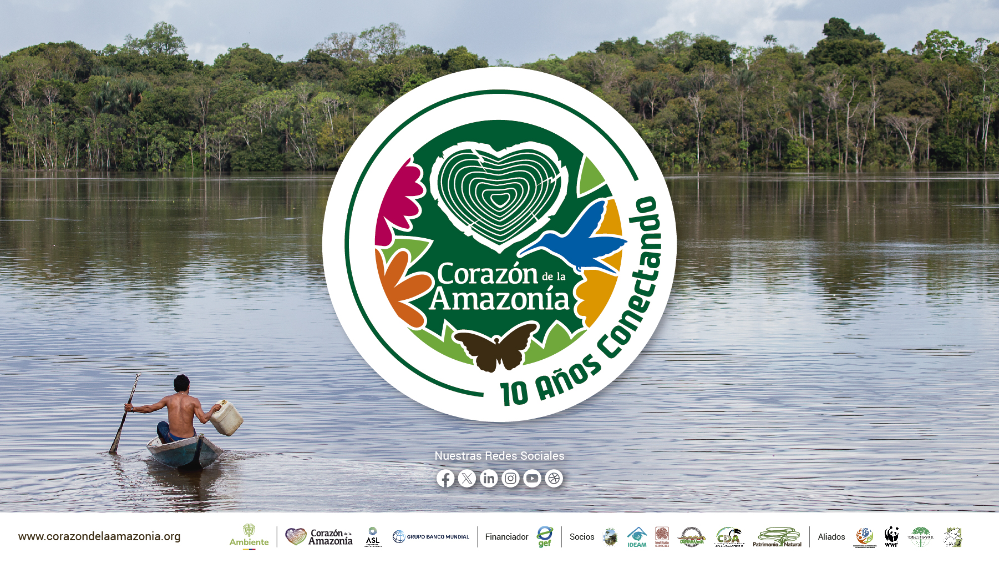 Corazón de la
Amazonía
10 Años Conectando
Nuestras Redes Sociales
www.corazondelaamazonia.org
Ambiente
Corazón de la
Amazonía
ASL
GRUPO BANCO MUNDIAL
Financiador
gef
Socios
IDEAM
Instituto
SINCHI
CORPOAMAZONIA
CDA
Patrimonio Natural
Aliados
WWF